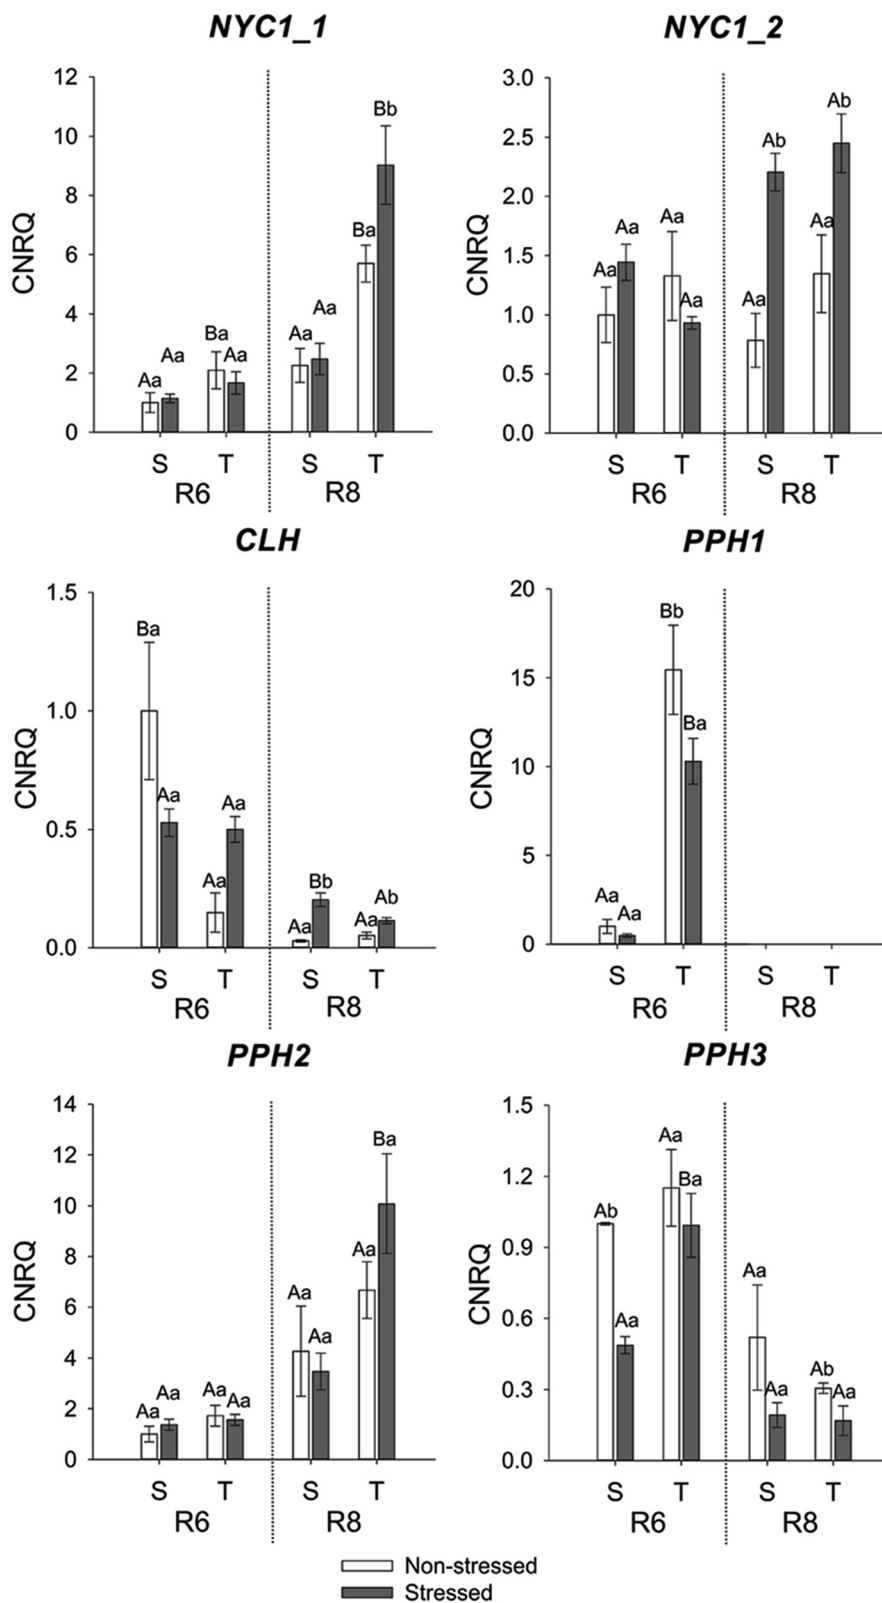 NYC1_1
NYC1_2
12
10
8
6
4
2
0
CNRQ
Aa
Aa
Ba
Aa
Aa
Aa
Ba
Bb
S
T
S
T
R6
R8
3.0
2.5
2.0
1.5
1.0
0.5
0.0
CNRQ
Aa
Aa
Aa
Aa
Aa
Ab
Aa
Ab
S
T
S
T
R6
R8
CLH
PPH1
1.5
1.0
0.5
0.0
CNRQ
Ba
Aa
Aa
Aa
Aa
Bb
Aa
Ab
S
T
S
T
R6
R8
20
15
10
5
0
CNRQ
Aa
Aa
Bb
Ba
S
T
S
T
R6
R8
PPH2
PPH3
14
12
10
8
6
4
2
0
CNRQ
Aa
Aa
Aa
Aa
Aa
Aa
Aa
Ba
S
T
S
T
R6
R8
1.5
1.2
0.9
0.6
0.3
0.0
CNRQ
Ab
Aa
Aa
Ba
Aa
Aa
Ab
Aa
S
T
S
T
R6
R8
Non-stressed
Stressed